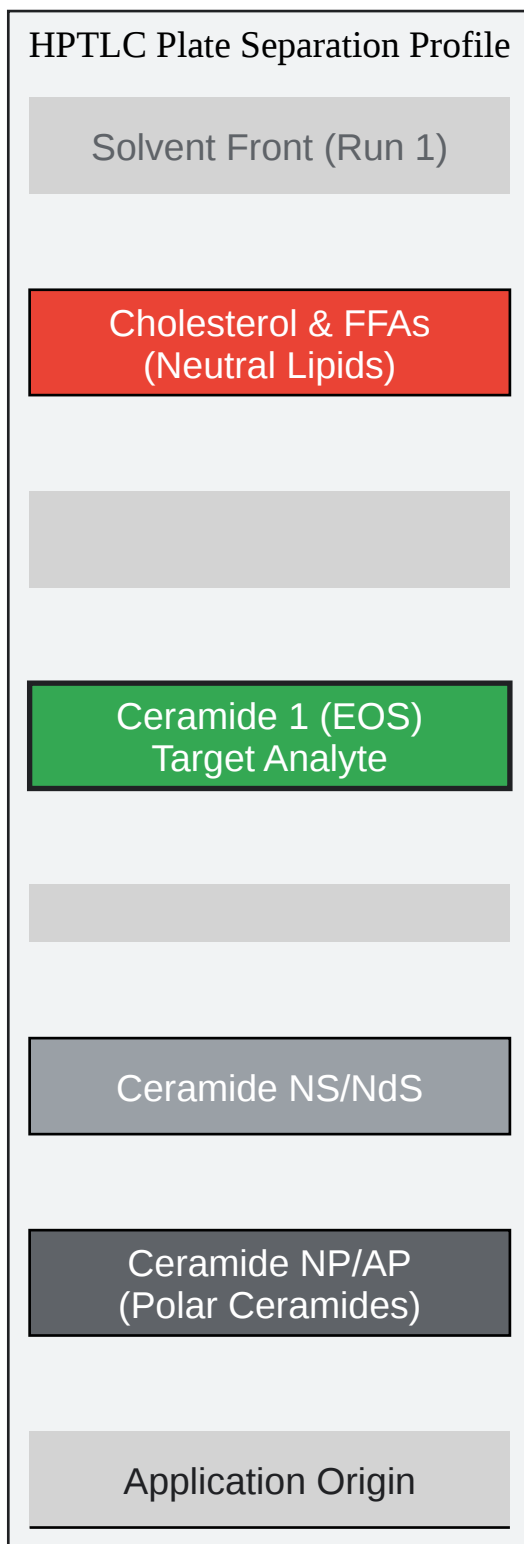 HPTLC Plate Separation Profile
Solvent Front (Run 1)
Cholesterol & FFAs
(Neutral Lipids)
Ceramide 1 (EOS)
Target Analyte
Ceramide NS/NdS
Ceramide NP/AP
(Polar Ceramides)
Application Origin